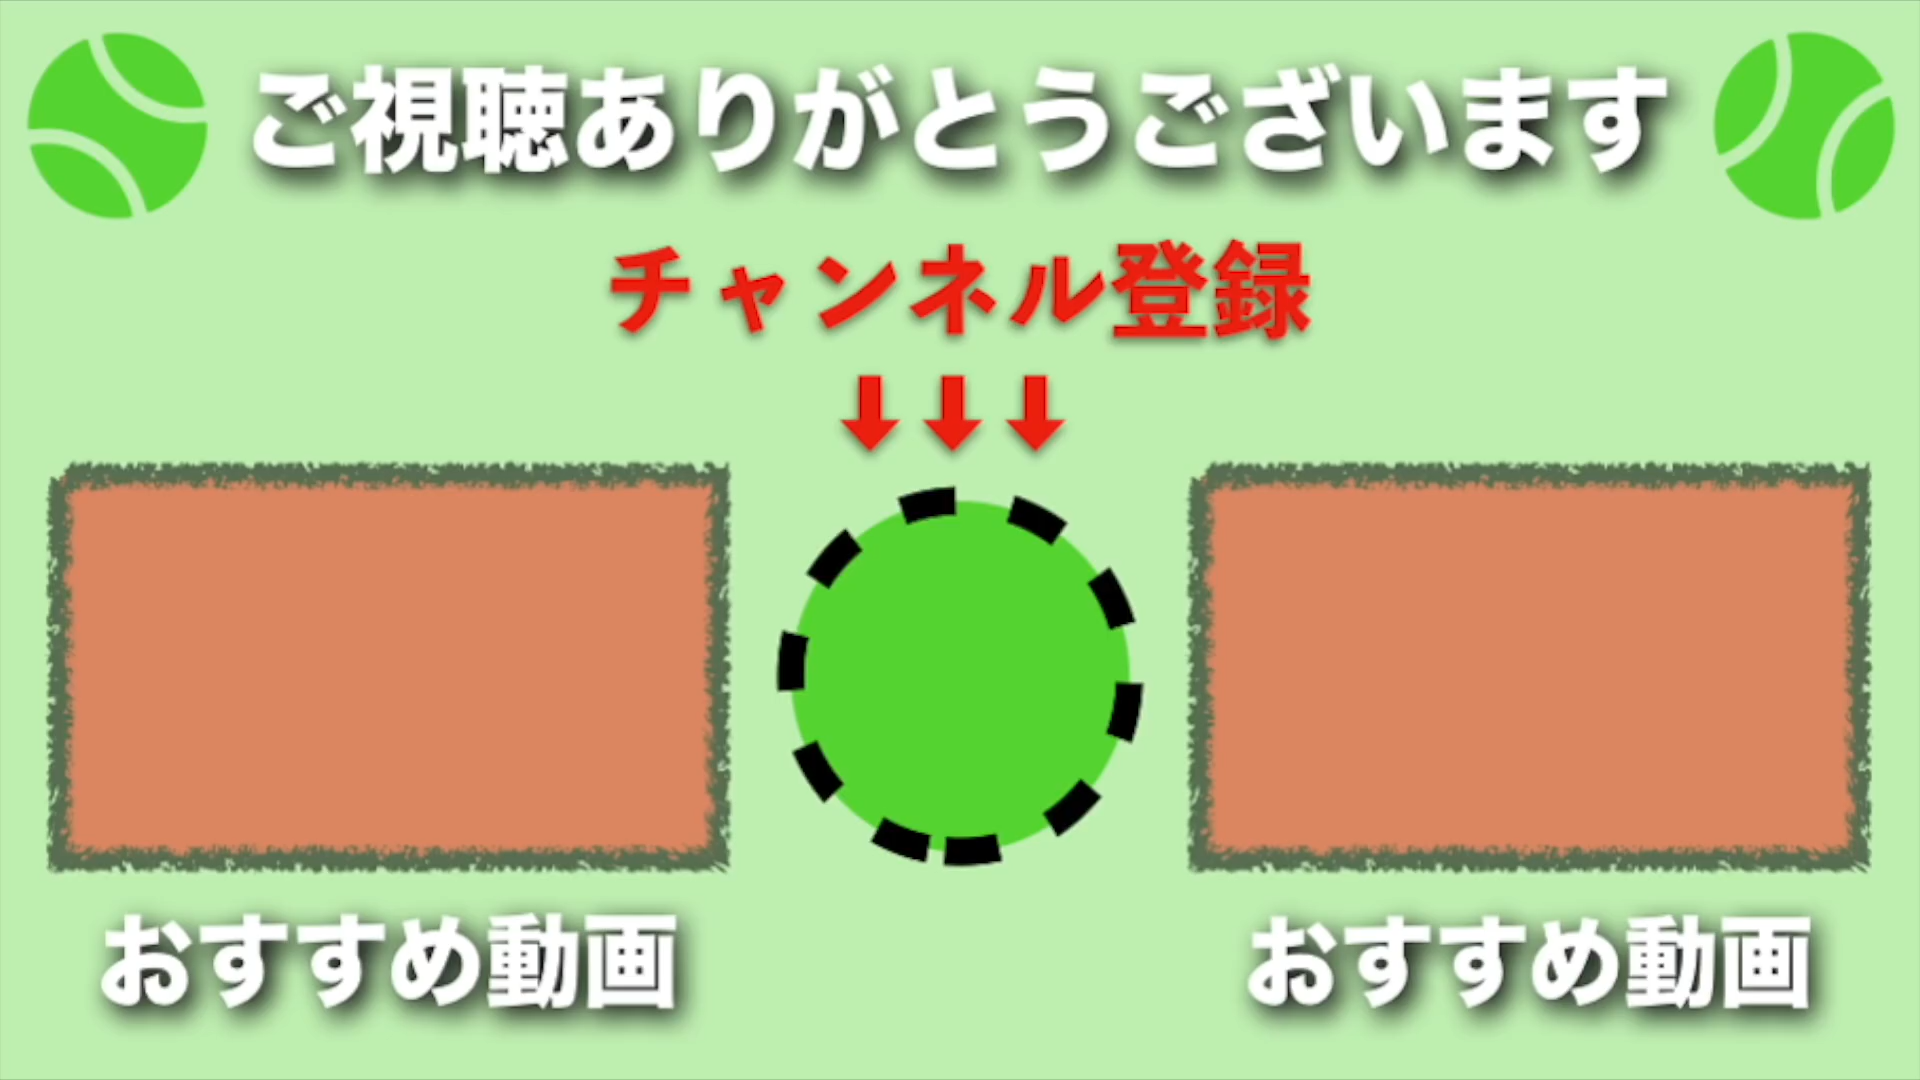 ご視聴ありがとうございます
チャンネル登録
おすすめ動画
おすすめ動画